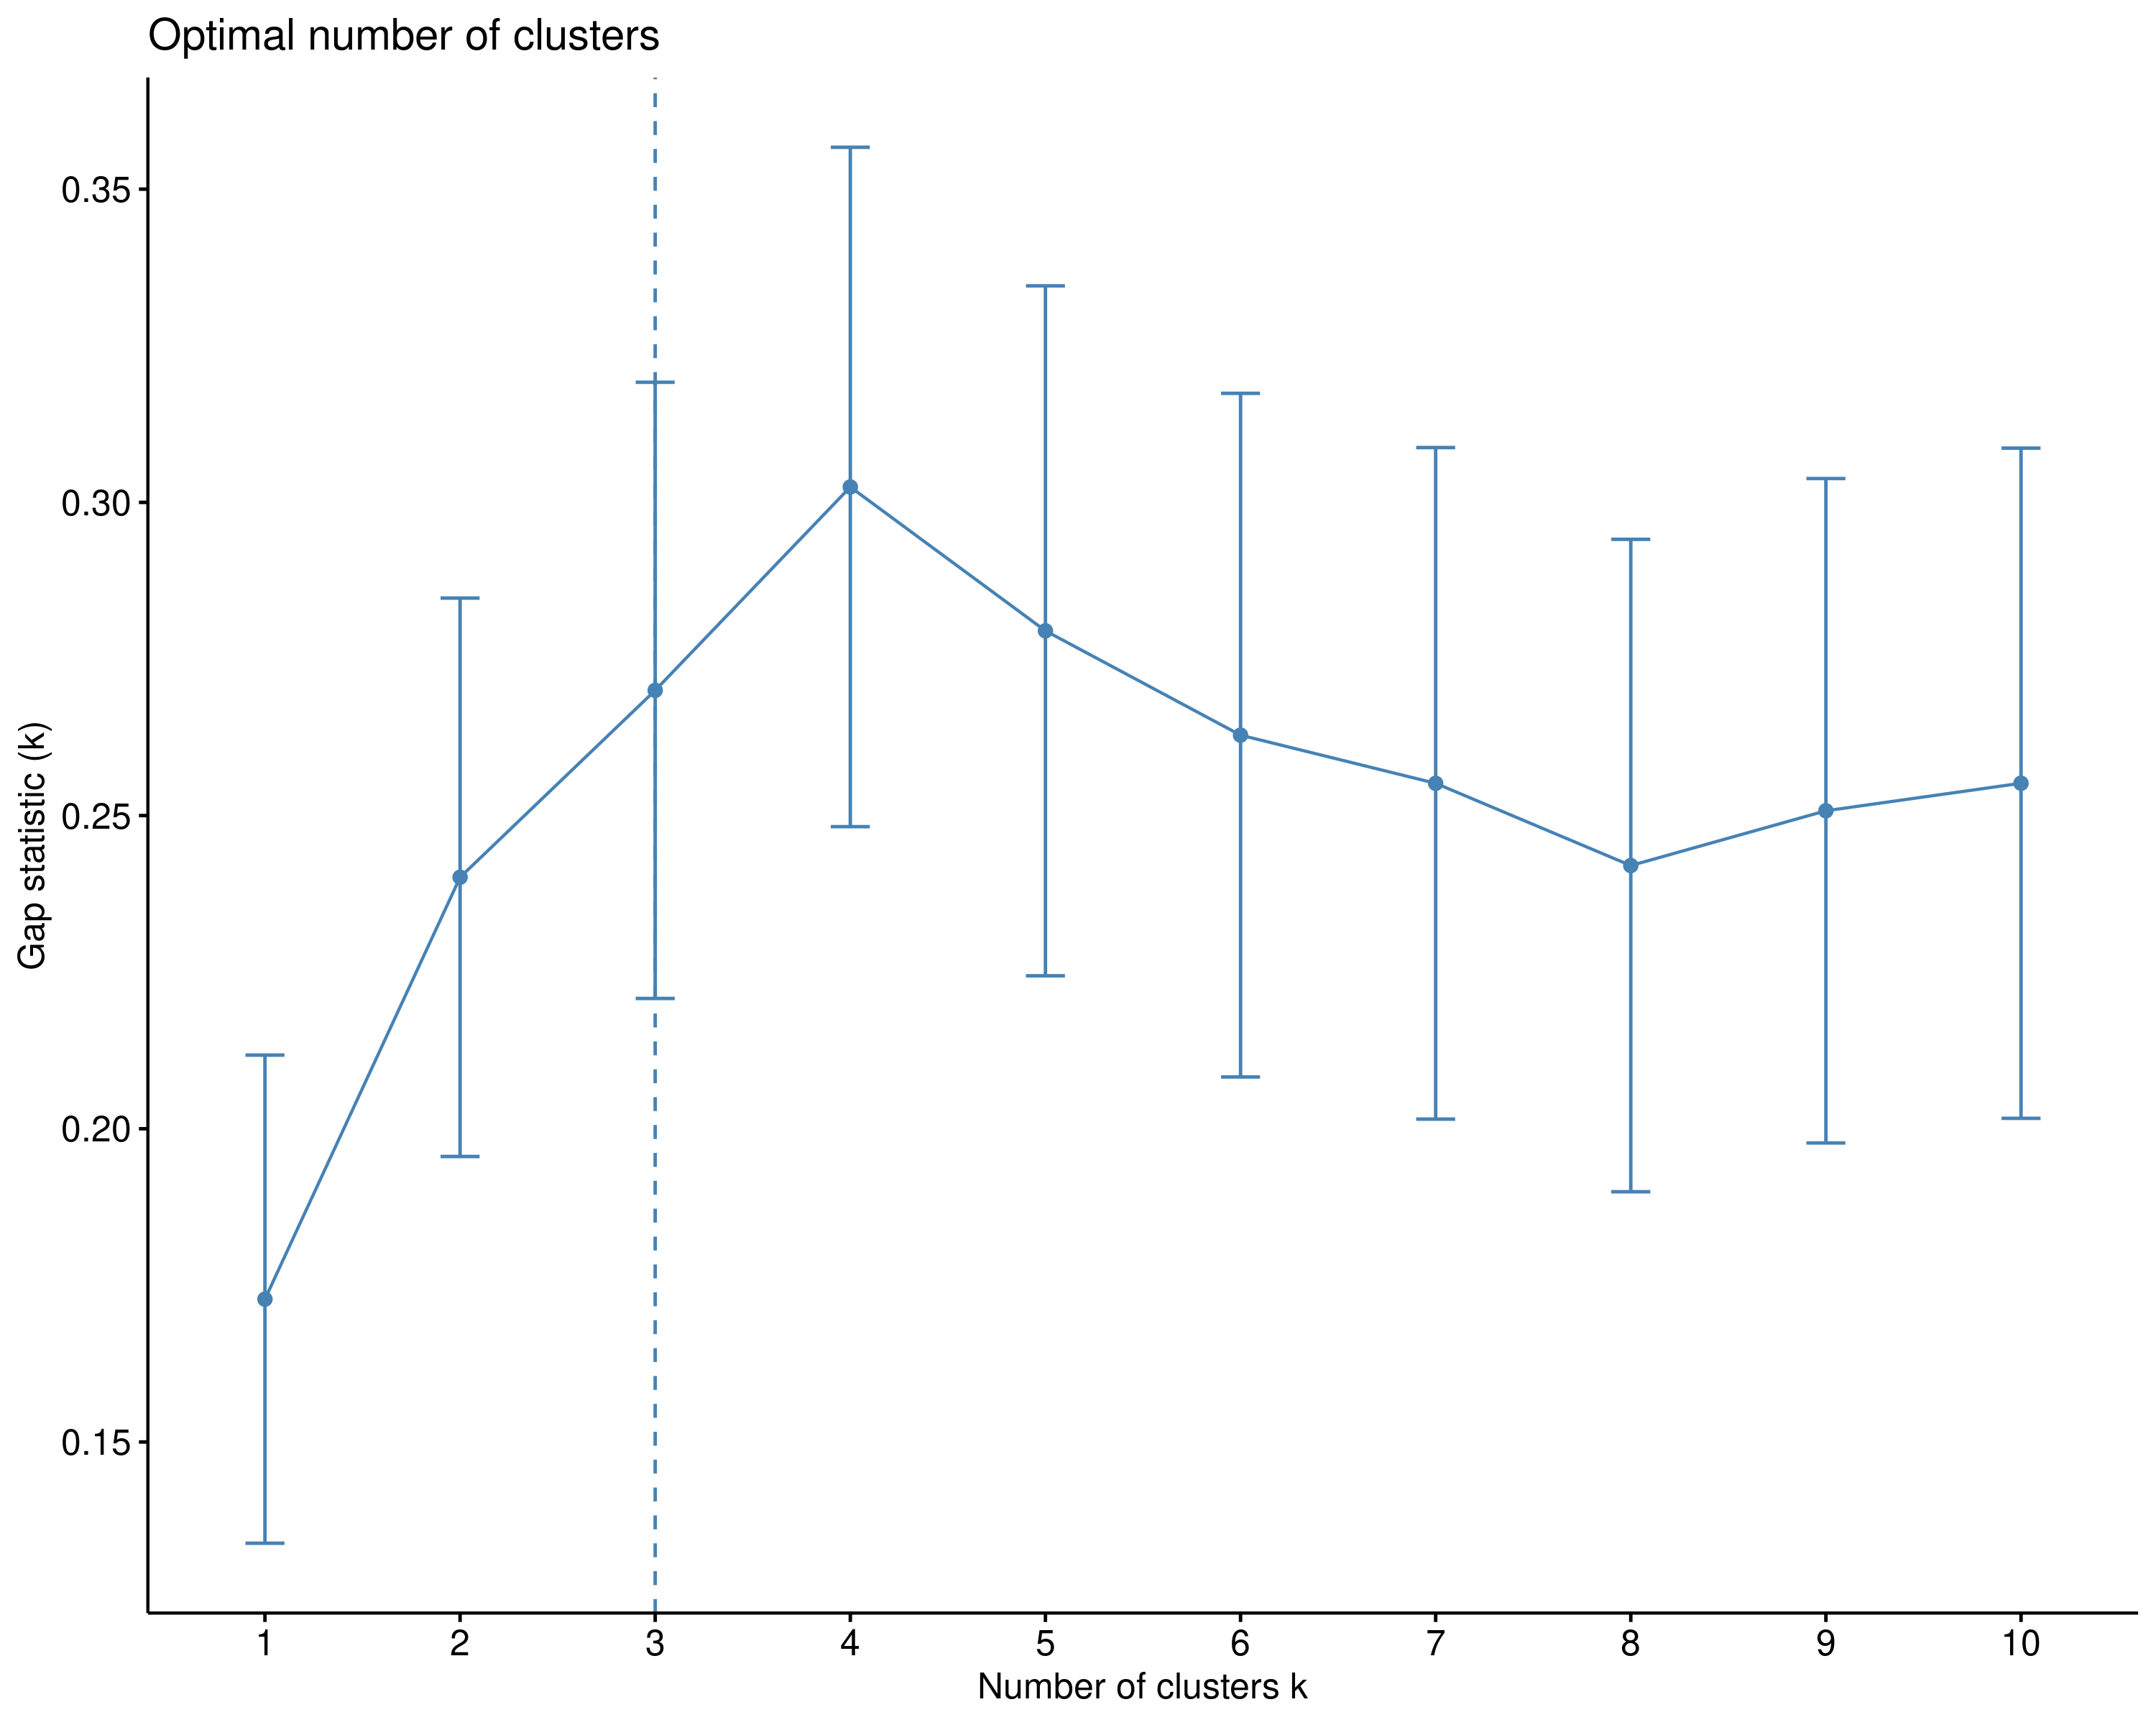 Optimal number of clusters
Gap statistic (k)
0.35
0.30
0.25
0.20
0.15
1 2 3 4 5 6 7 8 9 10
Number of clusters k